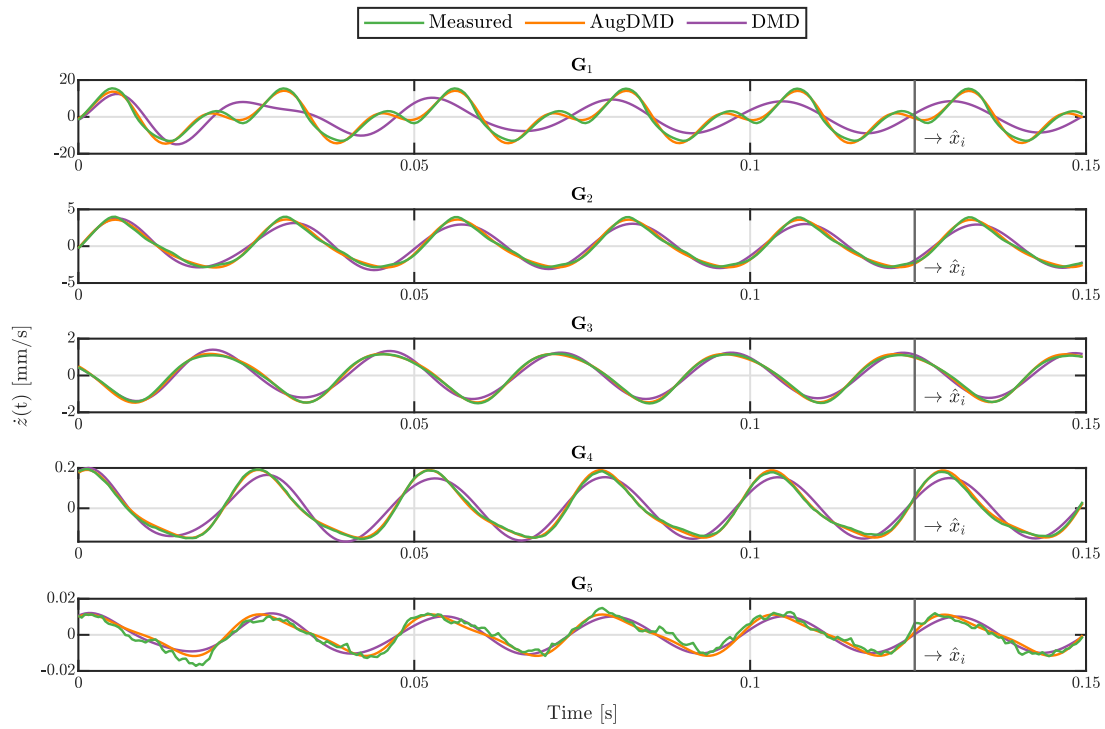 Measured AugDMD DMD
G₁
20
0
-20
→ x̂ᵢ
0 0.05 0.1 0.15
G₂
5
0
-5
→ x̂ᵢ
0 0.05 0.1 0.15
G₃
2
0
-2
→ x̂ᵢ
0 0.05 0.1 0.15
G₄
0.2
0
→ x̂ᵢ
0 0.05 0.1 0.15
G₅
0.02
0
-0.02
→ x̂ᵢ
0 0.05 0.1 0.15
ż(t) [mm/s]
Time [s]